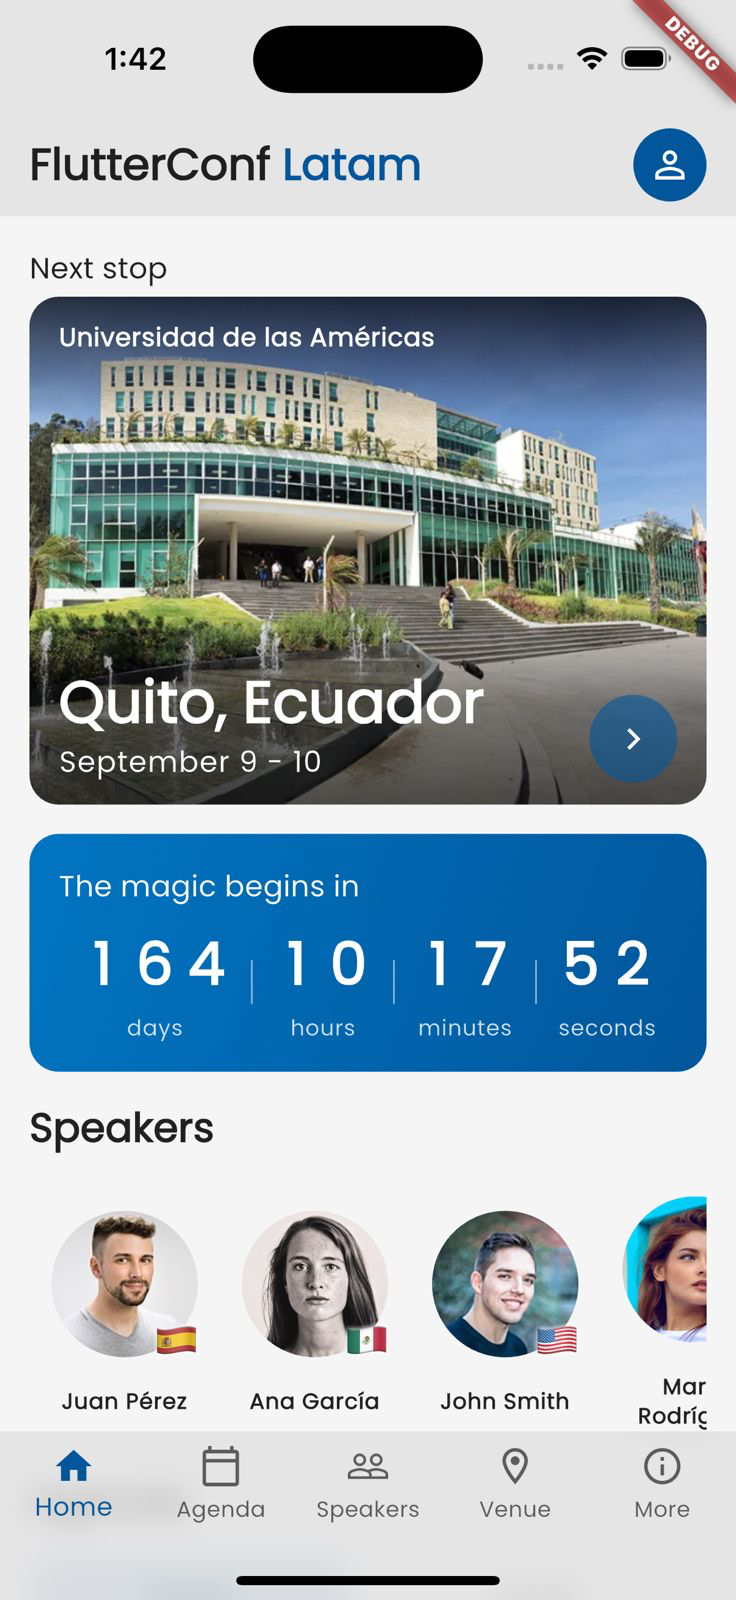 1:42
DEBUG
FlutterConf Latam
Next stop
Universidad de las Américas
Quito, Ecuador
September 9 - 10
The magic begins in
164 10 17 52
days hours minutes seconds
Speakers
Juan Pérez Ana García John Smith
Home Agenda Speakers Venue More